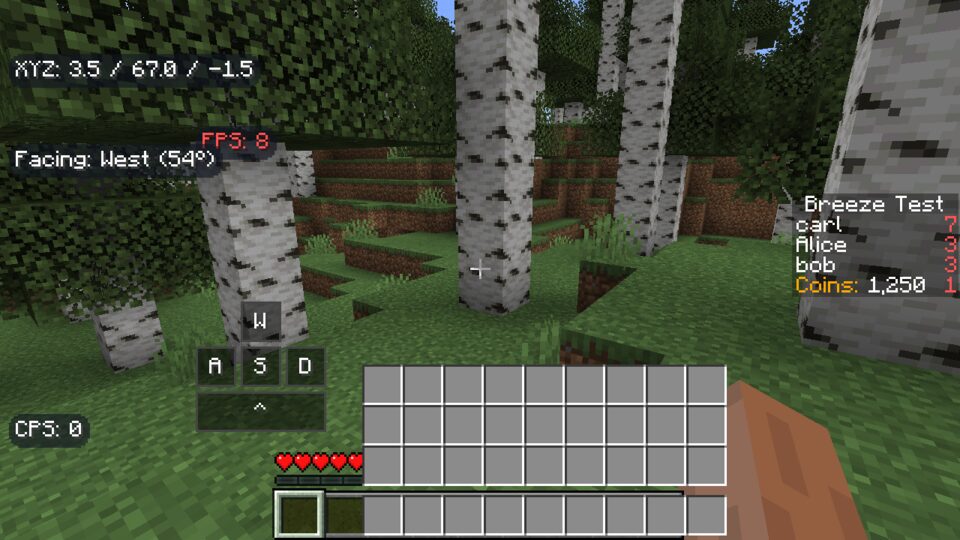 XYZ: 3.5 / 67.0 / -1.5
FPS: 8
Facing: West (54°)
Breeze Test
carl 7
Alice 3
bob 3
Coins: 1,250 1
W
A S D
^
CPS: 0